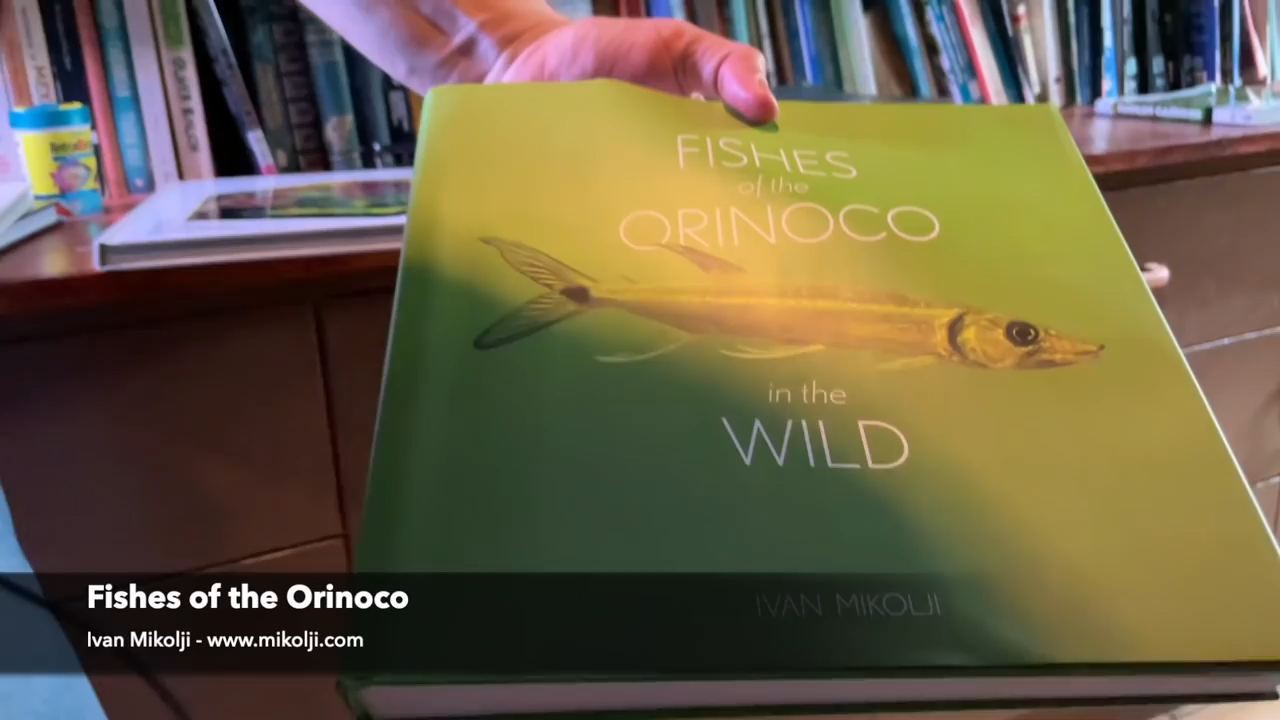 FISHES
of the
ORINOCO
in the
WILD
IVAN MIKOLJI
Fishes of the Orinoco
Ivan Mikolji - www.mikolji.com